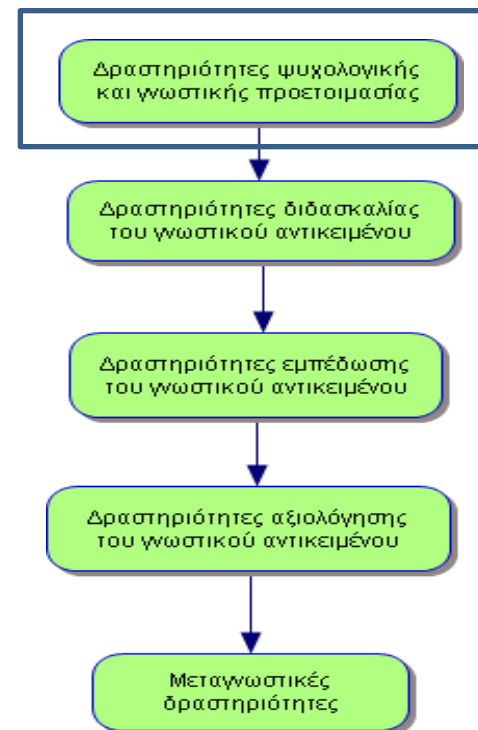 Δραστηριότητες ψυχολογικής
και γνωστικής προετοιμασίας
Δραστηριότητες διδασκαλίας
του γνωστικού αντικειμένου
Δραστηριότητες εμπέδωσης
του γνωστικού αντικειμένου
Δραστηριότητες αξιολόγησης
του γνωστικού αντικειμένου
Μεταγνωστικές
δραστηριότητες